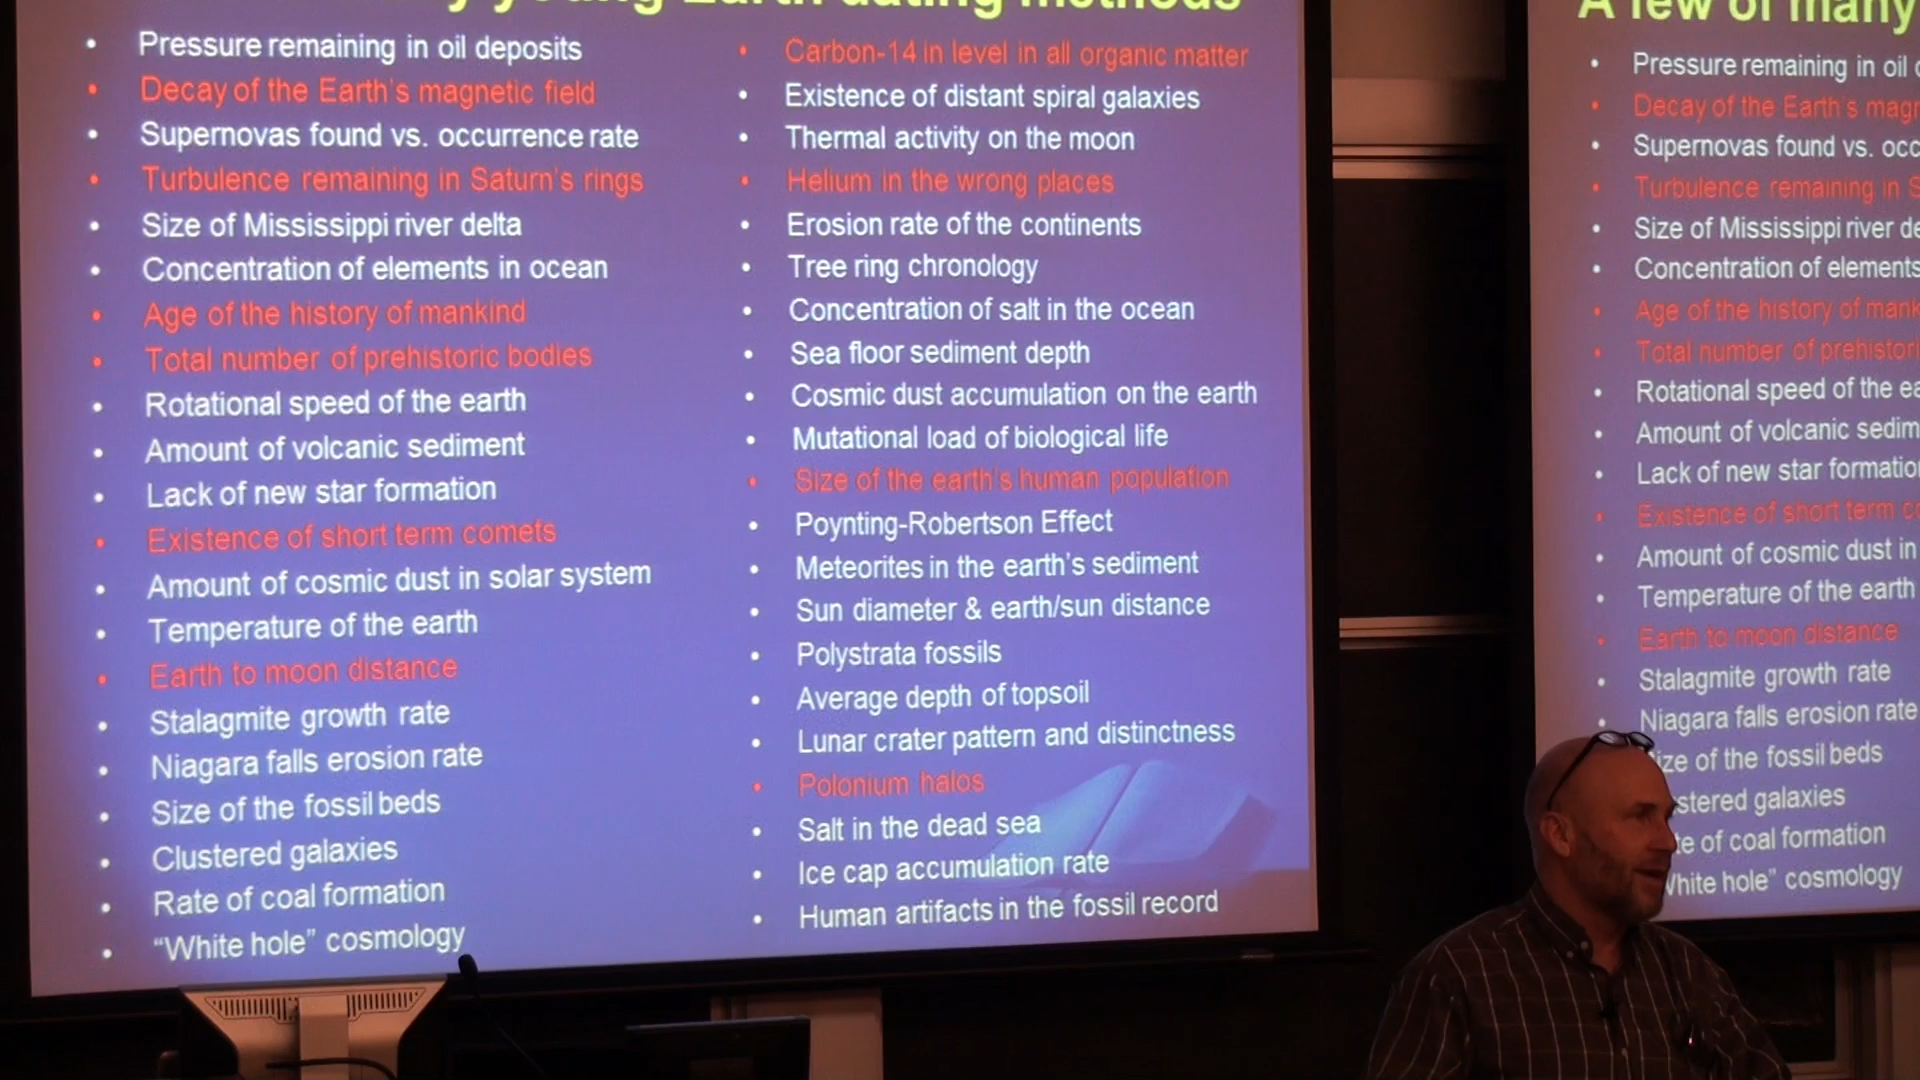 young Earth dating methods
• Pressure remaining in oil deposits
• Decay of the Earth's magnetic field
• Supernovas found vs. occurrence rate
• Turbulence remaining in Saturn's rings
• Size of Mississippi river delta
• Concentration of elements in ocean
• Age of the history of mankind
• Total number of prehistoric bodies
• Rotational speed of the earth
• Amount of volcanic sediment
• Lack of new star formation
• Existence of short term comets
• Amount of cosmic dust in solar system
• Temperature of the earth
• Earth to moon distance
• Stalagmite growth rate
• Niagara falls erosion rate
• Size of the fossil beds
• Clustered galaxies
• Rate of coal formation
• “White hole” cosmology
• Carbon-14 in level in all organic matter
• Existence of distant spiral galaxies
• Thermal activity on the moon
• Helium in the wrong places
• Erosion rate of the continents
• Tree ring chronology
• Concentration of salt in the ocean
• Sea floor sediment depth
• Cosmic dust accumulation on the earth
• Mutational load of biological life
• Size of the earth's human population
• Poynting-Robertson Effect
• Meteorites in the earth's sediment
• Sun diameter & earth/sun distance
• Polystrata fossils
• Average depth of topsoil
• Lunar crater pattern and distinctness
• Polonium halos
• Salt in the dead sea
• Ice cap accumulation rate
• Human artifacts in the fossil record
A few of many
• Pressure remaining in oil
• Decay of the Earth's
• Supernovas found vs.
• Turbulence remaining in
• Size of Mississippi river
• Concentration of elements
• Age of the history of
• Total number of
• Rotational speed of the
• Amount of volcanic
• Lack of new star
• Existence of short term
• Amount of cosmic dust in
• Temperature of the earth
• Earth to moon distance
• Stalagmite growth rate
• Niagara falls erosion rate
of the fossil beds
galaxies
of coal formation
hole” cosmology